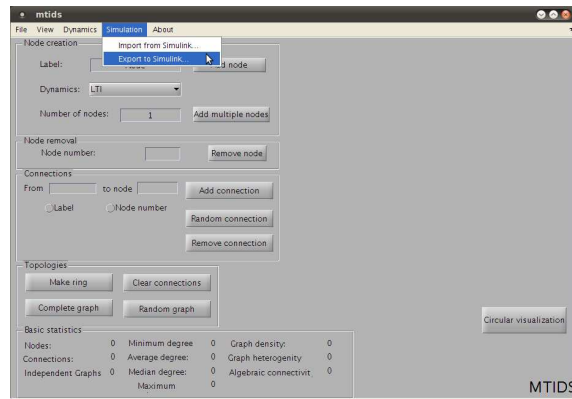 mtids
File View Dynamics Simulation About
Import from Simulink...
Export to Simulink...
Node creation
Label: node
Dynamics: LTI
Number of nodes: 1 Add multiple nodes
Node removal
Node number: Remove node
Connections
From to node Add connection
Label Node number
Random connection
Remove connection
Topologies
Make ring Clear connections
Complete graph Random graph
Circular visualization
Basic statistics
Nodes: 0 Minimum degree 0 Graph density: 0
Connections: 0 Average degree: 0 Graph heterogenity 0
Independent Graphs 0 Median degree: 0 Algebraic connectivit 0
Maximum 0
MTIDS